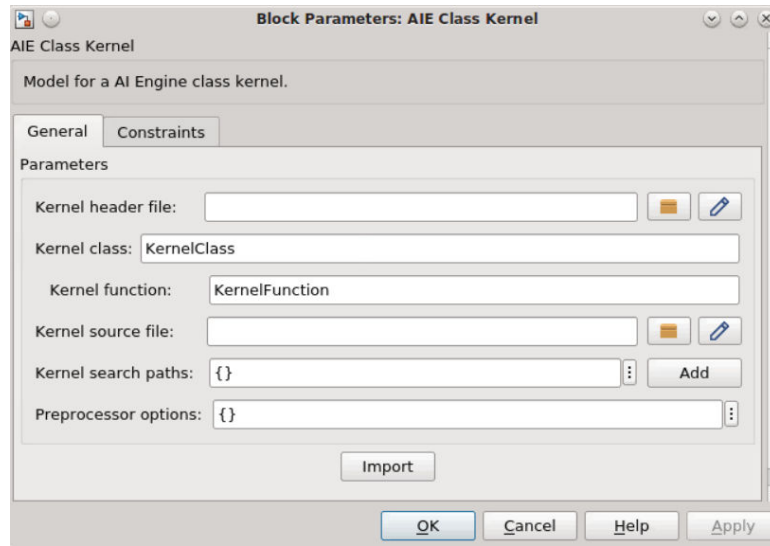 Block Parameters: AIE Class Kernel
AIE Class Kernel
Model for a AI Engine class kernel.
General Constraints
Parameters
Kernel header file:
Kernel class: KernelClass
Kernel function: KernelFunction
Kernel source file:
Kernel search paths: {} Add
Preprocessor options: {}
Import
OK Cancel Help Apply